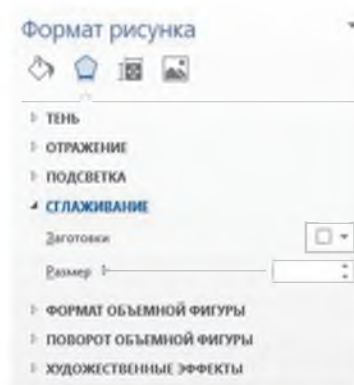 Формат рисунка
ТЕНЬ
ОТРАЖЕНИЕ
ПОДСВЕТКА
СГЛАЖИВАНИЕ
Заготовки
Размер
ФОРМАТ ОБЪЕМНОЙ ФИГУРЫ
ПОВОРОТ ОБЪЕМНОЙ ФИГУРЫ
ХУДОЖЕСТВЕННЫЕ ЭФФЕКТЫ